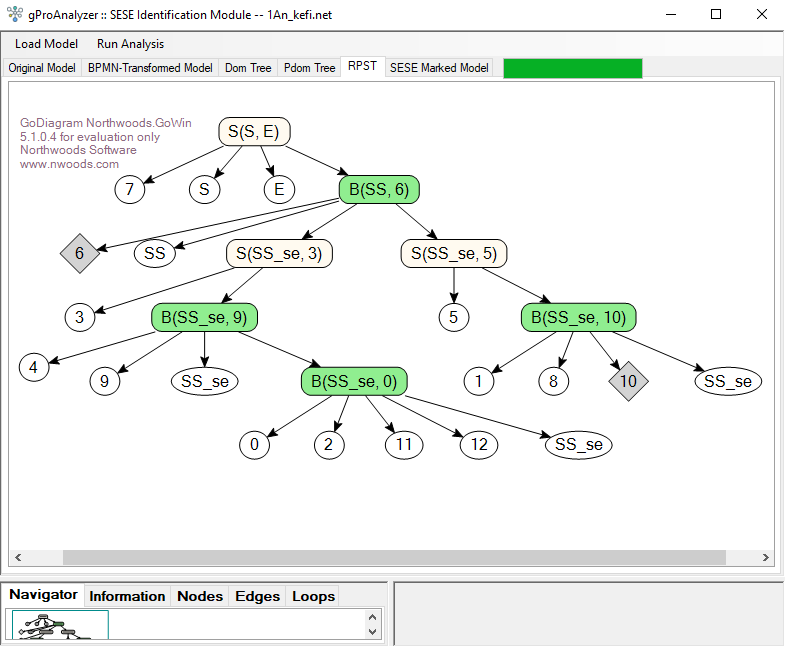 gProAnalyzer :: SESE Identification Module -- 1An_kefi.net
Load Model Run Analysis
Original Model BPMN-Transformed Model Dom Tree Pdom Tree RPST SESE Marked Model
GoDiagram Northwoods.GoWin
5.1.0.4 for evaluation only
Northwoods Software
www.nwoods.com
S(S, E)
7 S E B(SS, 6)
6 SS S(SS_se, 3) S(SS_se, 5)
3 B(SS_se, 9) 5 B(SS_se, 10)
4 9 SS_se B(SS_se, 0) 1 8 10 SS_se
0 2 11 12 SS_se
Navigator Information Nodes Edges Loops